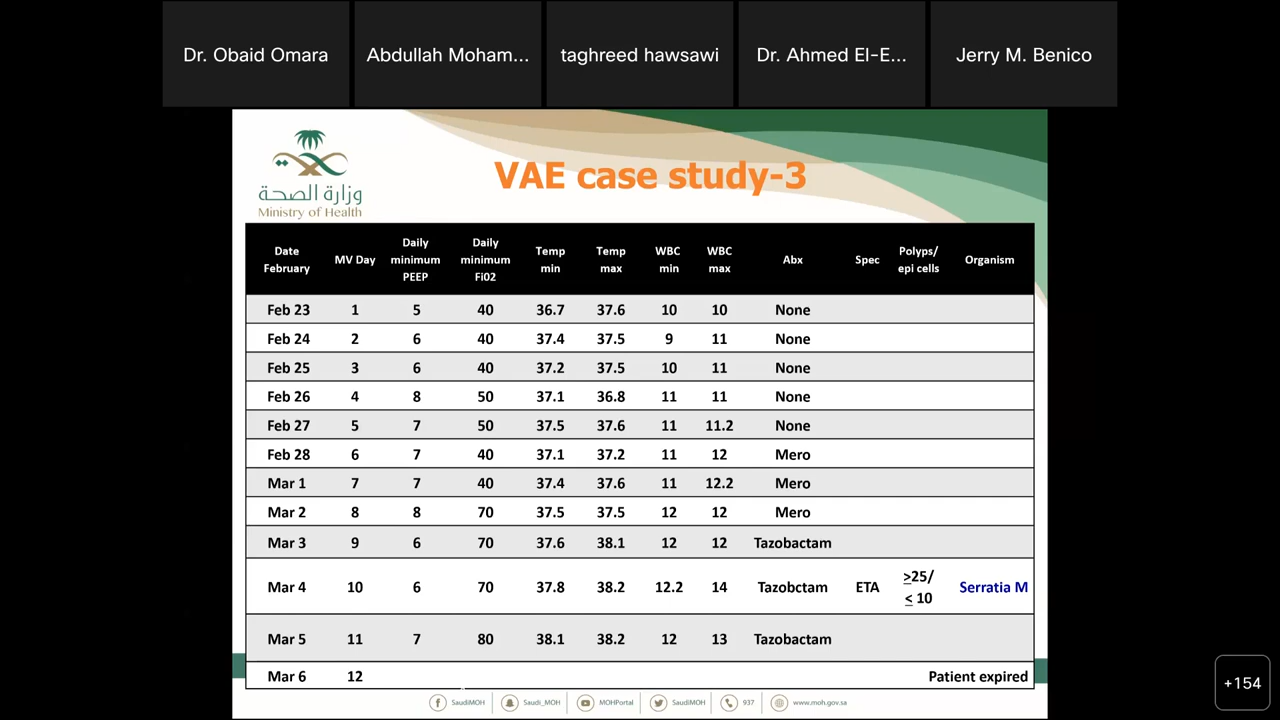 Dr. Obaid Omara
Abdullah Moham...
taghreed hawsawi
Dr. Ahmed El-E...
Jerry M. Benico
وزارة الصحة
Ministry of Health
VAE case study-3
Date February MV Day Daily minimum PEEP Daily minimum Fi02 Temp min Temp max WBC min WBC max Abx Spec Polyps/ epi cells Organism
Feb 23 1 5 40 36.7 37.6 10 10 None
Feb 24 2 6 40 37.4 37.5 9 11 None
Feb 25 3 6 40 37.2 37.5 10 11 None
Feb 26 4 8 50 37.1 36.8 11 11 None
Feb 27 5 7 50 37.5 37.6 11 11.2 None
Feb 28 6 7 40 37.1 37.2 11 12 Mero
Mar 1 7 7 40 37.4 37.6 11 12.2 Mero
Mar 2 8 8 70 37.5 37.5 12 12 Mero
Mar 3 9 6 70 37.6 38.1 12 12 Tazobactam
Mar 4 10 6 70 37.8 38.2 12.2 14 Tazobctam ETA ≥25/ ≤ 10 Serratia M
Mar 5 11 7 80 38.1 38.2 12 13 Tazobactam
Mar 6 12 Patient expired
SaudiMOH Saudi_MOH MOHPortal SaudiMOH 937 www.moh.gov.sa
+154